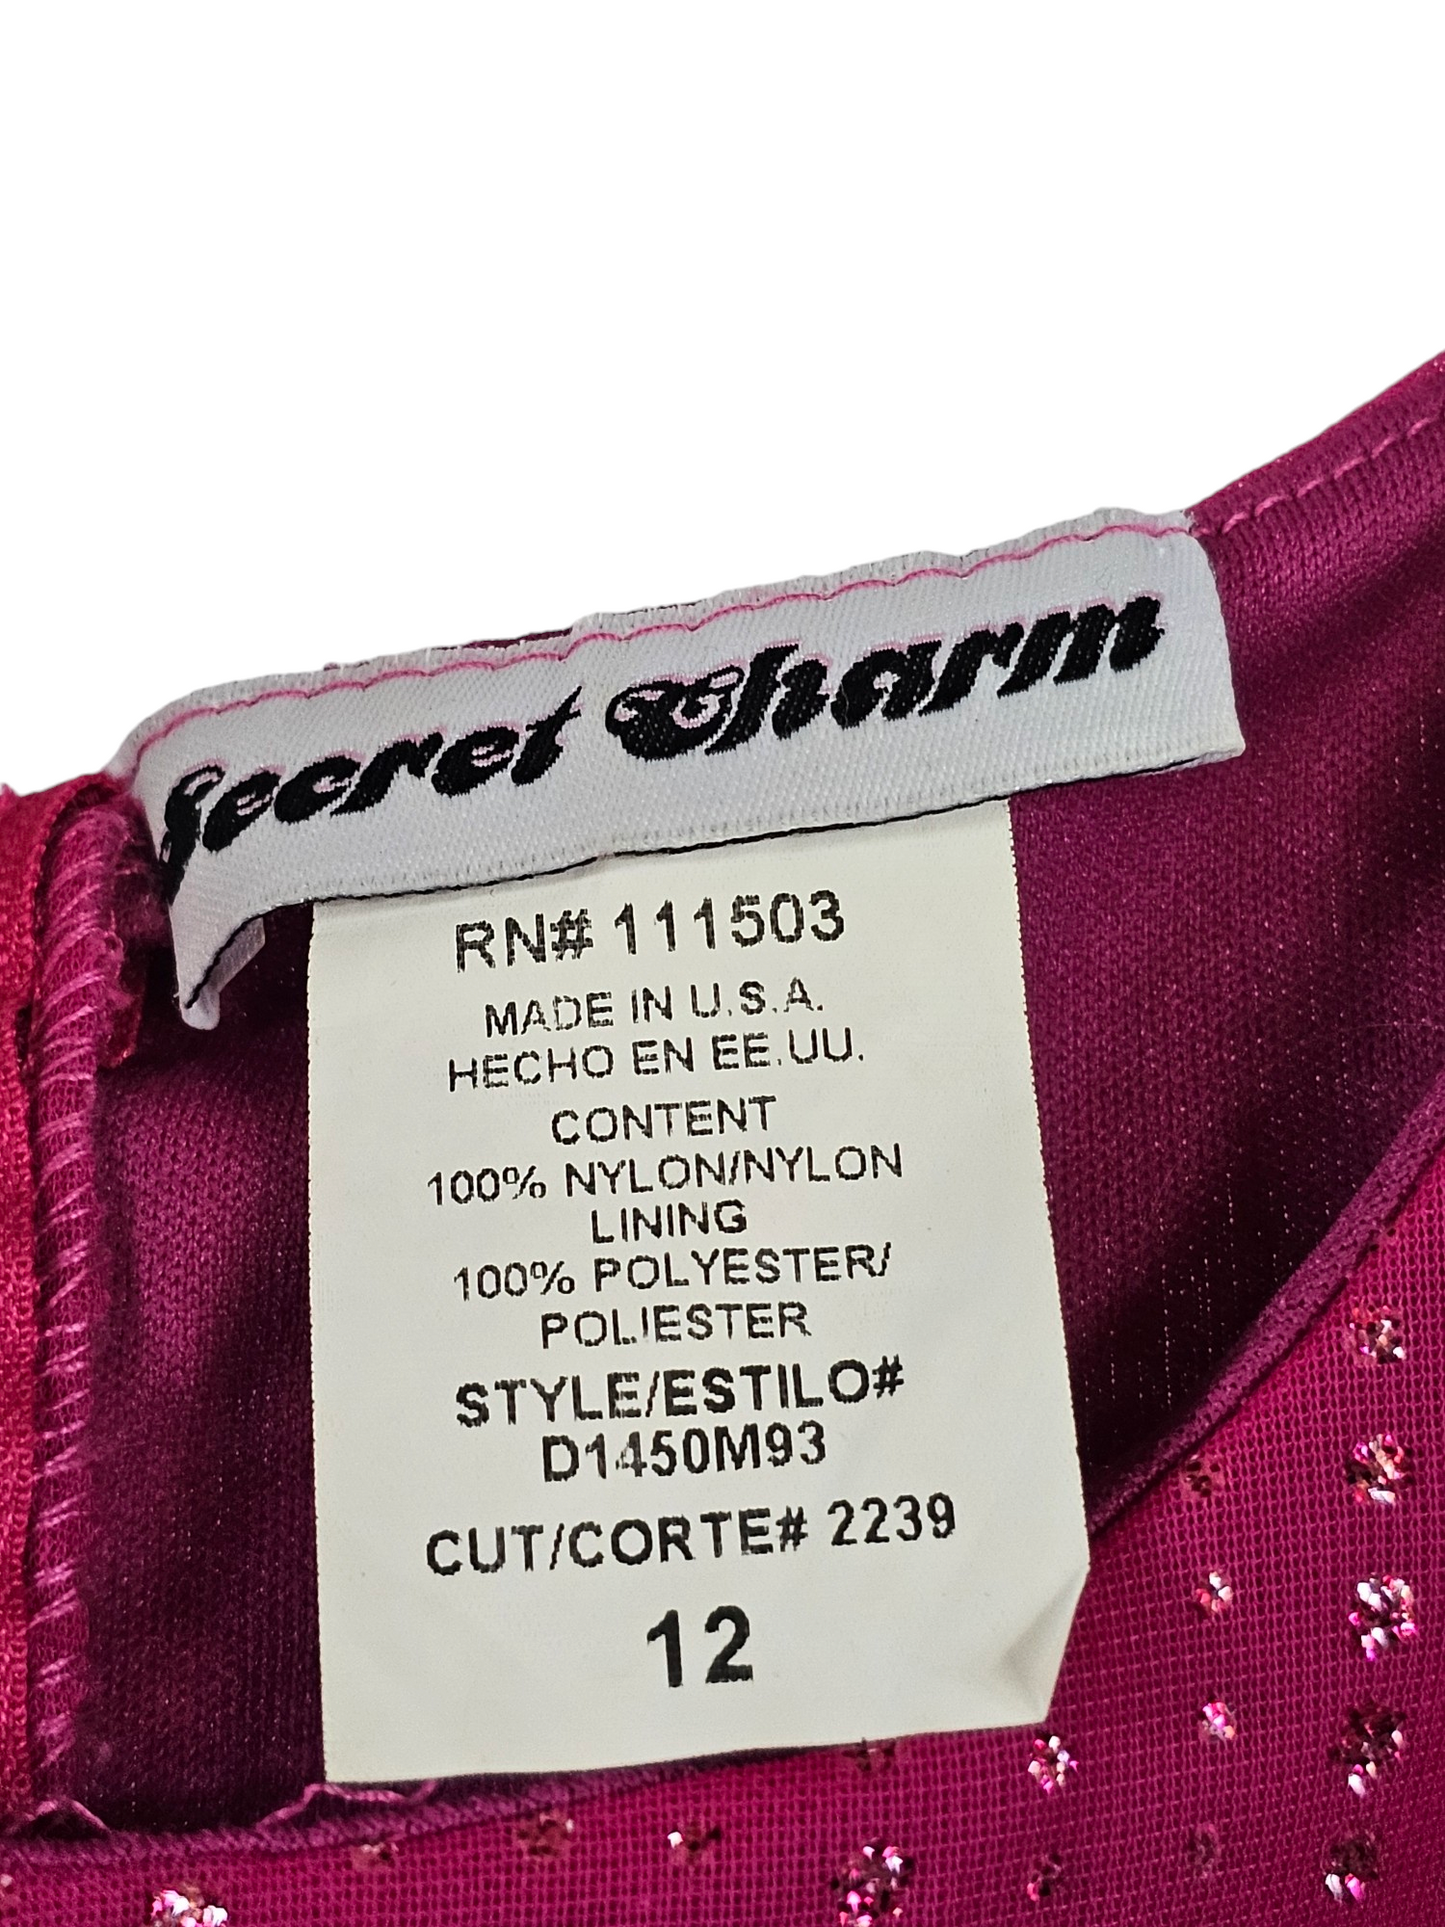 Secret Charm
RN# 111503
MADE IN U.S.A.
HECHO EN EE.UU.
CONTENT
100% NYLON/NYLON
LINING
100% POLYESTER/
POLIESTER
STYLE/ESTILO#
D1450M93
CUT/CORTE# 2239
12